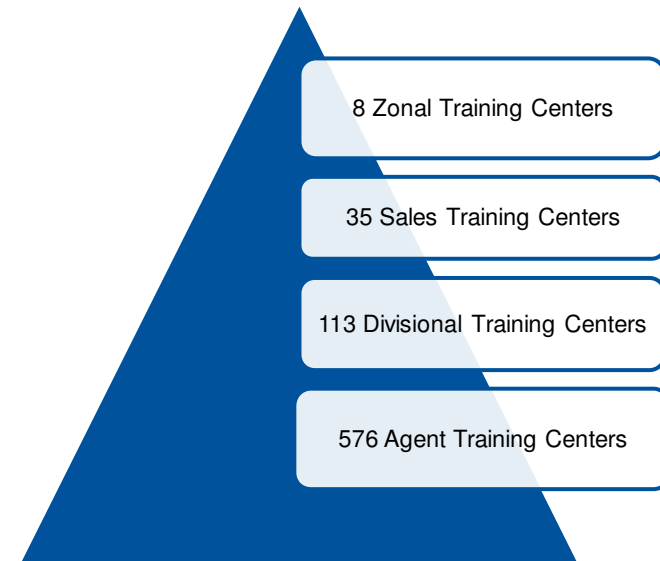 8 Zonal Training Centers
35 Sales Training Centers
113 Divisional Training Centers
576 Agent Training Centers